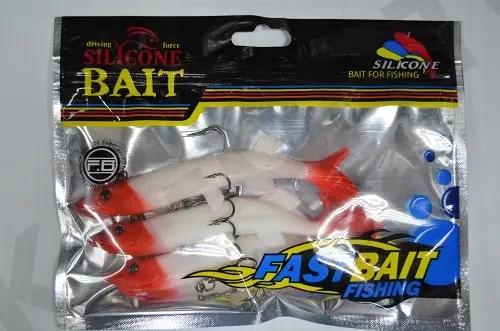 driving force
SILICONE
BAIT
SILICONE
BAIT FOR FISHING
FB
FASTBAIT
FISHING